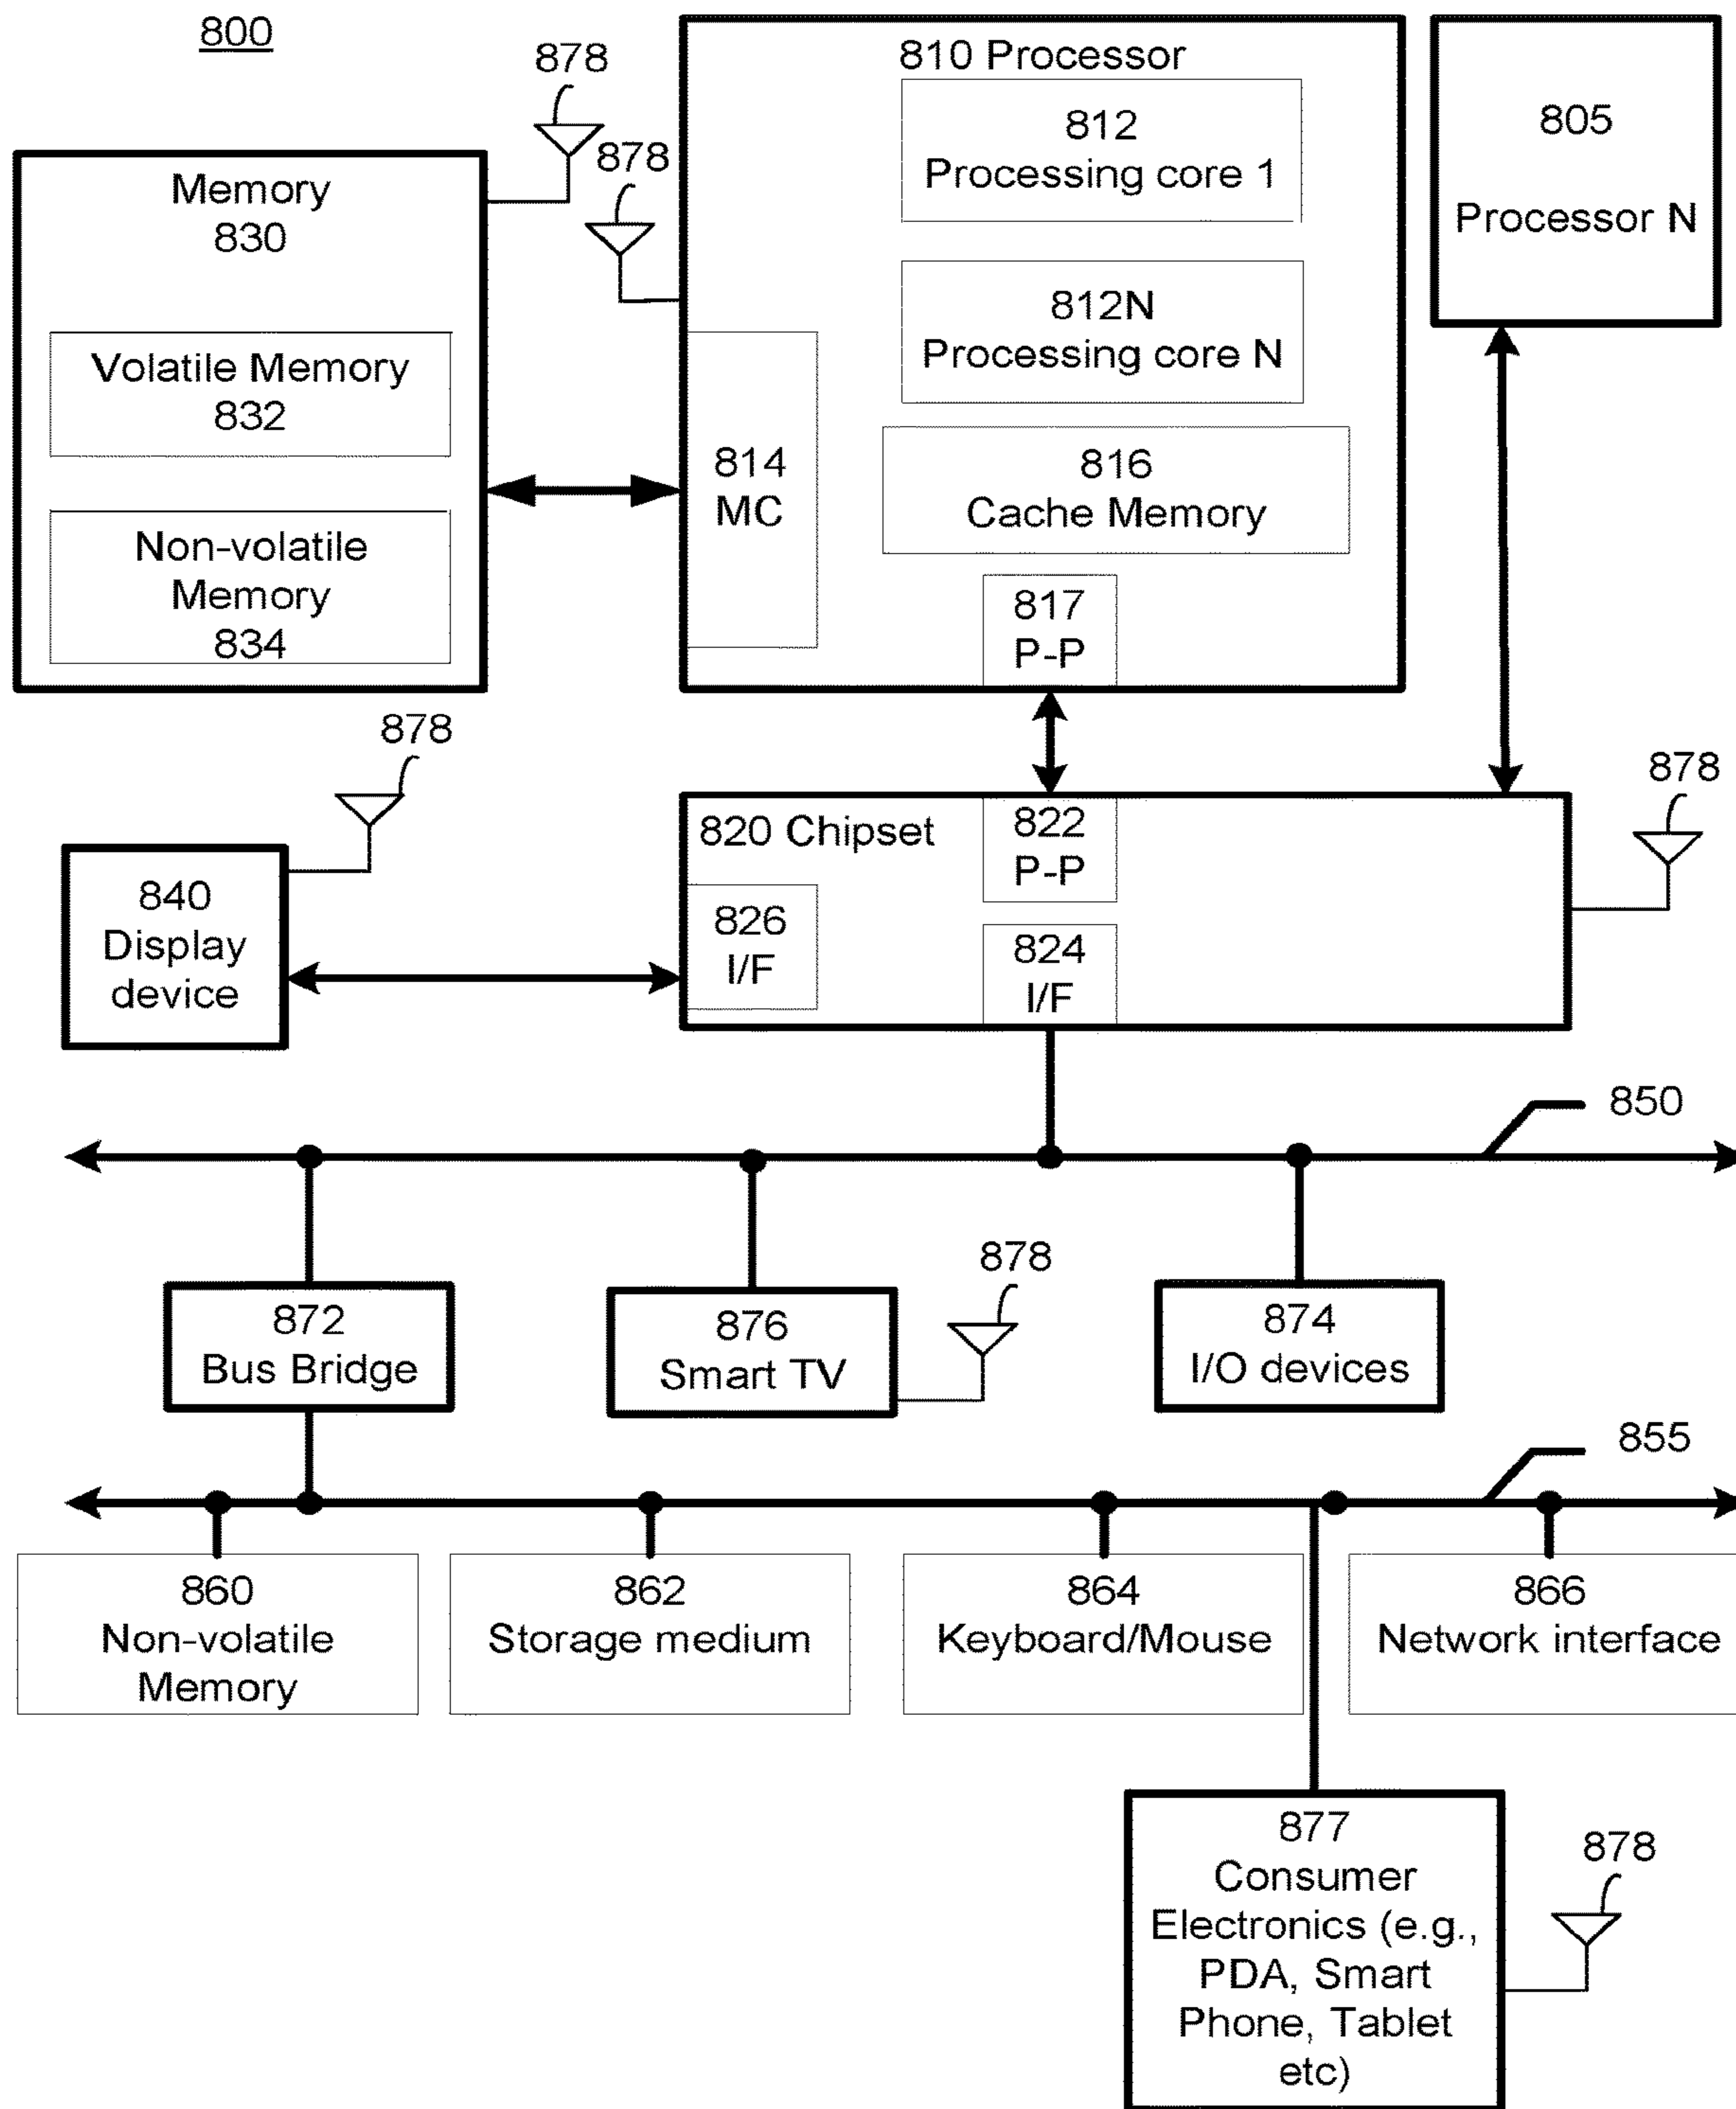 800
878
878
Memory
830
Volatile Memory
832
Non-volatile
Memory
834
810 Processor
812
Processing core 1
812N
Processing core N
814
MC
816
Cache Memory
817
P-P
805
Processor N
878
840
Display
device
820 Chipset
822
P-P
826
I/F
824
I/F
878
850
872
Bus Bridge
876
Smart TV
878
874
I/O devices
855
860
Non-volatile
Memory
862
Storage medium
864
Keyboard/Mouse
866
Network interface
877
Consumer
Electronics (e.g.,
PDA, Smart
Phone, Tablet
etc)
878